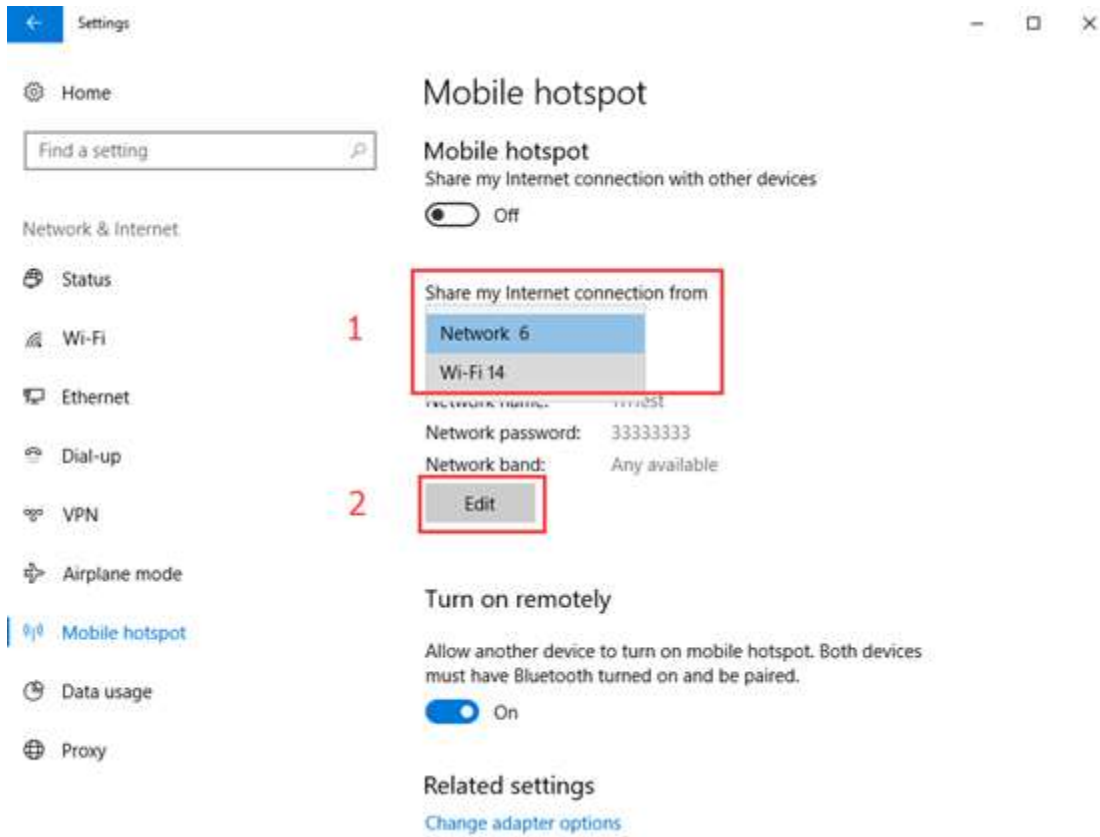 Settings
Home
Find a setting
Network & Internet
Status
Wi-Fi
Ethernet
Dial-up
VPN
Airplane mode
Mobile hotspot
Data usage
Proxy
Mobile hotspot
Mobile hotspot
Share my Internet connection with other devices
Off
1
Share my Internet connection from
Network 6
Wi-Fi 14
Network name:
Network password: 33333333
Network band: Any available
2
Edit
Turn on remotely
Allow another device to turn on mobile hotspot. Both devices
must have Bluetooth turned on and be paired.
On
Related settings
Change adapter options